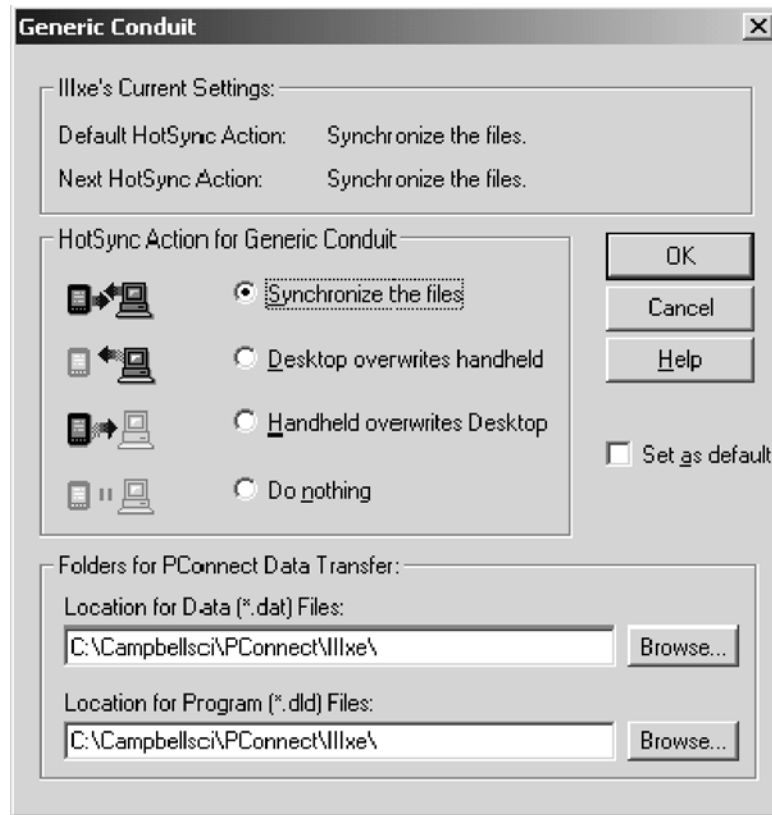 Generic Conduit
IIIxe's Current Settings:
Default HotSync Action: Synchronize the files.
Next HotSync Action: Synchronize the files.
HotSync Action for Generic Conduit
Synchronize the files
Desktop overwrites handheld
Handheld overwrites Desktop
Do nothing
OK
Cancel
Help
Set as default
Folders for PConnect Data Transfer:
Location for Data (*.dat) Files:
C:\Campbellsci\PConnect\IIIxe\
Browse...
Location for Program (*.dld) Files:
C:\Campbellsci\PConnect\IIIxe\
Browse...